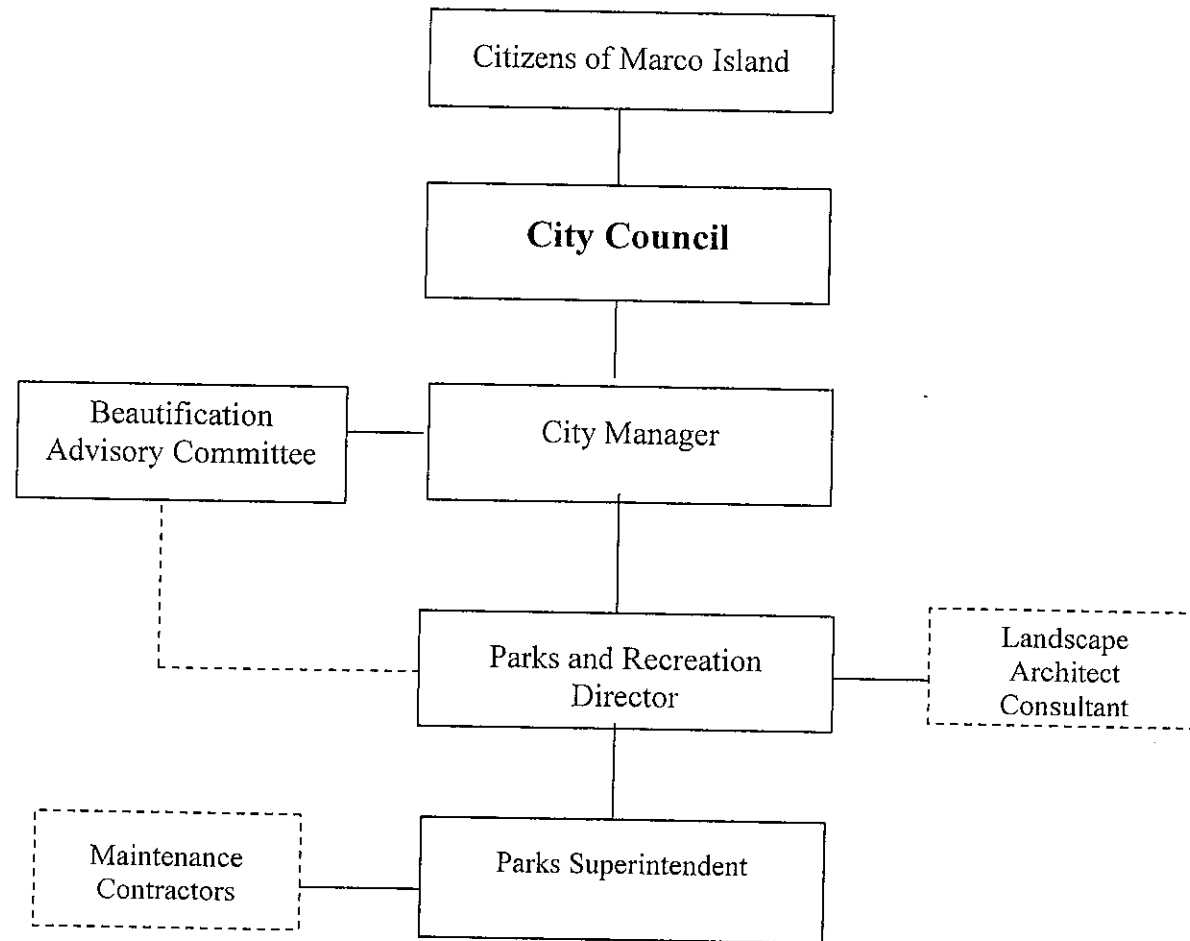 Citizens of Marco Island
City Council
Beautification
Advisory Committee
City Manager
Parks and Recreation
Director
Landscape
Architect
Consultant
Maintenance
Contractors
Parks Superintendent